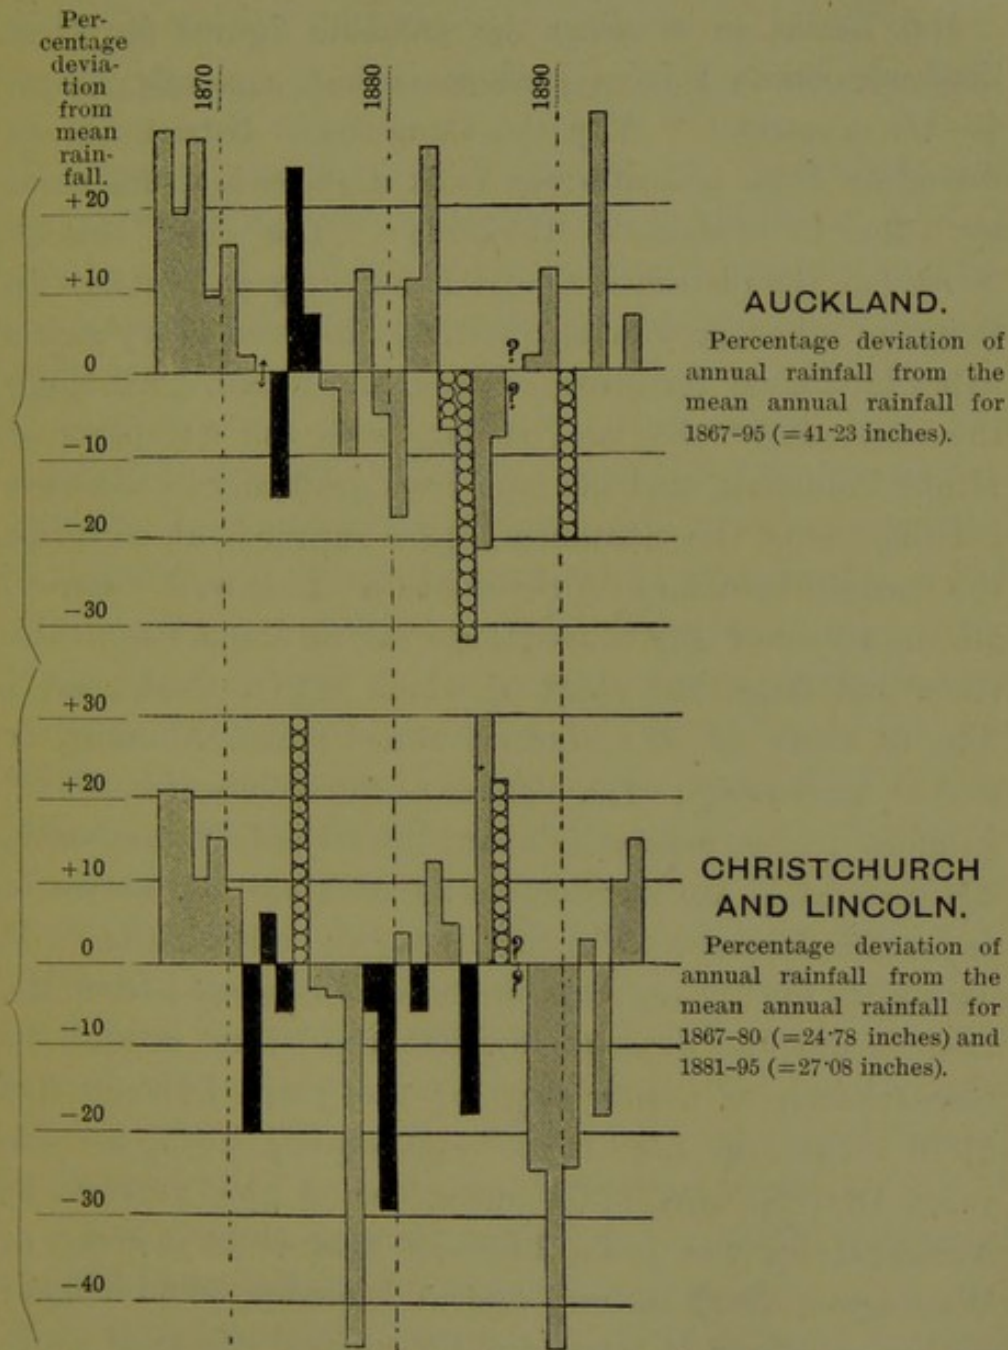 Per-
centage
devia-
tion
from
mean
rain-
fall.
1870
1880
1890
+20
+10
0
−10
−20
−30
?
?
AUCKLAND.
Percentage deviation of
annual rainfall from the
mean annual rainfall for
1867–95 (=41·23 inches).
+30
+20
+10
0
−10
−20
−30
−40
?
?
CHRISTCHURCH
AND LINCOLN.
Percentage deviation of
annual rainfall from the
mean annual rainfall for
1867–80 (=24·78 inches) and
1881–95 (=27·08 inches).